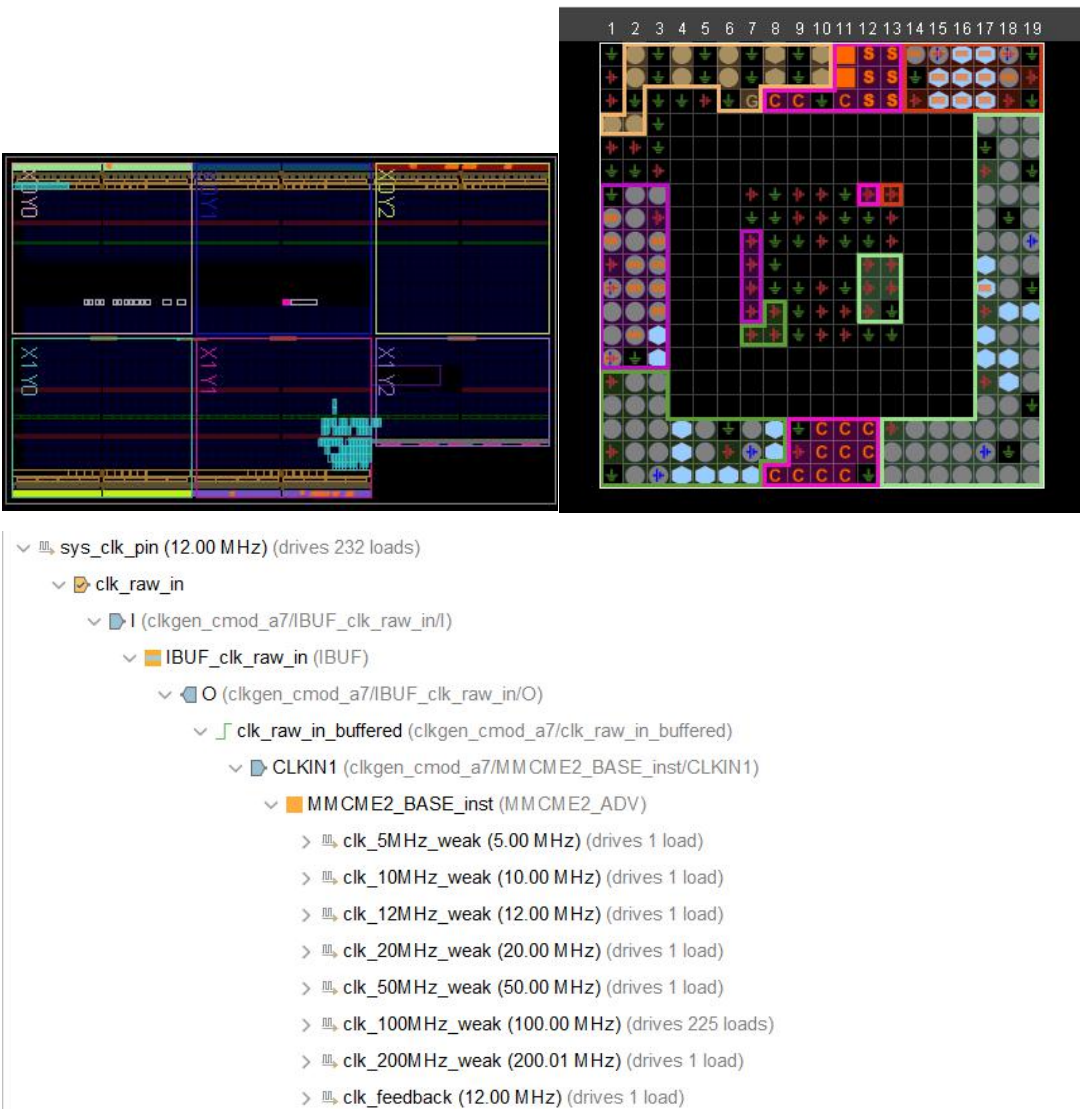 1 2 3 4 5 6 7 8 9 10 11 12 13 14 15 16 17 18 19
S S
S S
G C C C S S
C C C
C C C
C C C C
X0Y0 X0Y1 X0Y2
X1Y0 X1Y1 X1Y2
sys_clk_pin (12.00 MHz) (drives 232 loads)
clk_raw_in
I (clkgen_cmod_a7/IBUF_clk_raw_in/I)
IBUF_clk_raw_in (IBUF)
O (clkgen_cmod_a7/IBUF_clk_raw_in/O)
clk_raw_in_buffered (clkgen_cmod_a7/clk_raw_in_buffered)
CLKIN1 (clkgen_cmod_a7/MMCME2_BASE_inst/CLKIN1)
MMCME2_BASE_inst (MMCME2_ADV)
clk_5MHz_weak (5.00 MHz) (drives 1 load)
clk_10MHz_weak (10.00 MHz) (drives 1 load)
clk_12MHz_weak (12.00 MHz) (drives 1 load)
clk_20MHz_weak (20.00 MHz) (drives 1 load)
clk_50MHz_weak (50.00 MHz) (drives 1 load)
clk_100MHz_weak (100.00 MHz) (drives 225 loads)
clk_200MHz_weak (200.01 MHz) (drives 1 load)
clk_feedback (12.00 MHz) (drives 1 load)